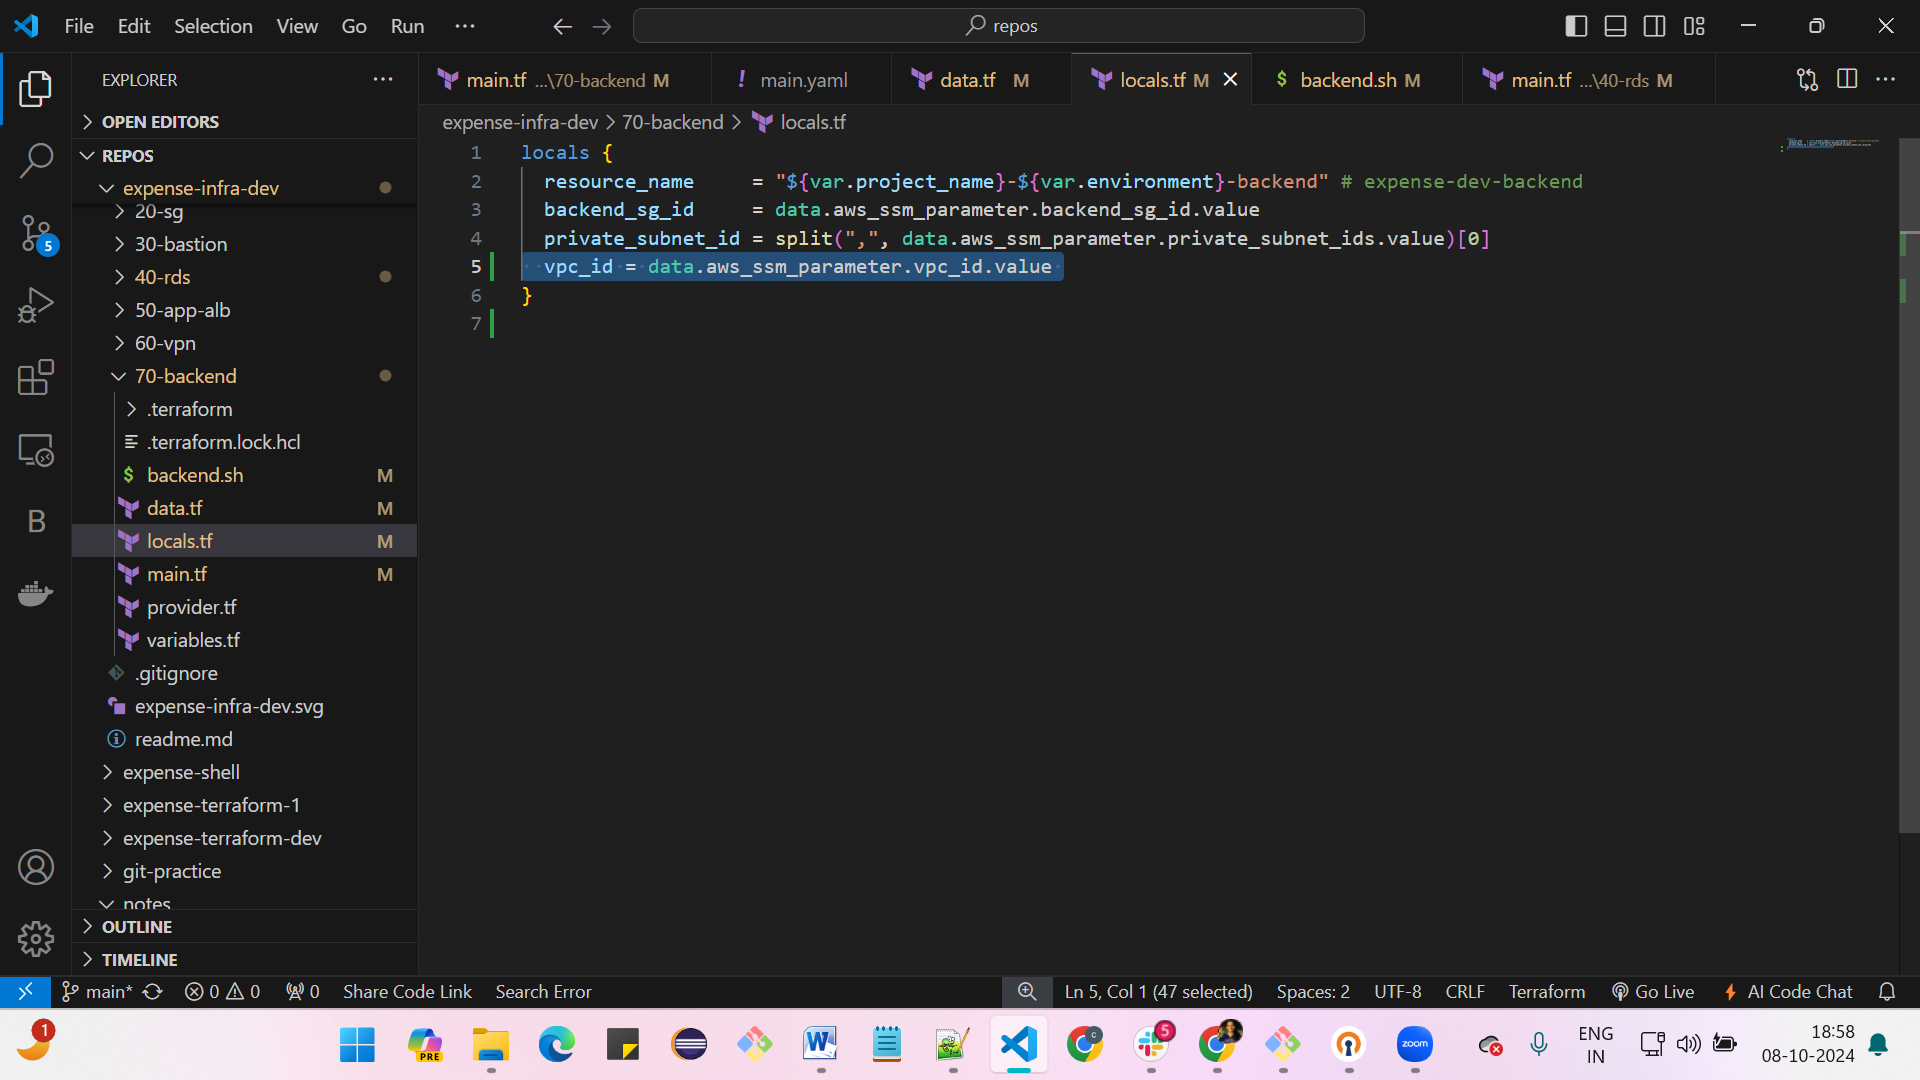 File Edit Selection View Go Run ···
repos
EXPLORER ···
OPEN EDITORS
REPOS
expense-infra-dev
20-sg
30-bastion
40-rds
50-app-alb
60-vpn
70-backend
.terraform
.terraform.lock.hcl
$ backend.sh M
data.tf M
locals.tf M
main.tf M
provider.tf
variables.tf
.gitignore
expense-infra-dev.svg
readme.md
expense-shell
expense-terraform-1
expense-terraform-dev
git-practice
notes
OUTLINE
TIMELINE
5
B
main.tf ...\70-backend M
! main.yaml
data.tf M
locals.tf M
$ backend.sh M
main.tf ...\40-rds M
expense-infra-dev > 70-backend > locals.tf
1 locals {
2 resource_name = "${var.project_name}-${var.environment}-backend" # expense-dev-backend
3 backend_sg_id = data.aws_ssm_parameter.backend_sg_id.value
4 private_subnet_id = split(",", data.aws_ssm_parameter.private_subnet_ids.value)[0]
5 vpc_id = data.aws_ssm_parameter.vpc_id.value
6 }
7
main* 0 0 0 Share Code Link Search Error
Ln 5, Col 1 (47 selected) Spaces: 2 UTF-8 CRLF Terraform Go Live AI Code Chat
1
PRE
W
C
5
zoom
ENG
IN
18:58
08-10-2024